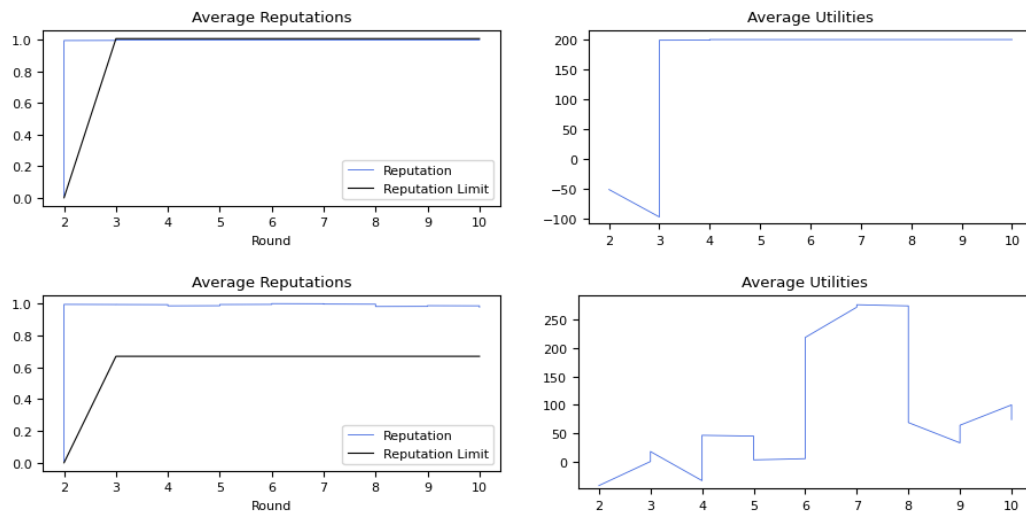 Average Reputations
1.0
0.8
0.6
0.4
0.2
0.0
Reputation
Reputation Limit
2 3 4 5 6 7 8 9 10
Round
Average Utilities
200
150
100
50
0
−50
−100
2 3 4 5 6 7 8 9 10
Average Reputations
1.0
0.8
0.6
0.4
0.2
0.0
Reputation
Reputation Limit
2 3 4 5 6 7 8 9 10
Round
Average Utilities
250
200
150
100
50
0
2 3 4 5 6 7 8 9 10